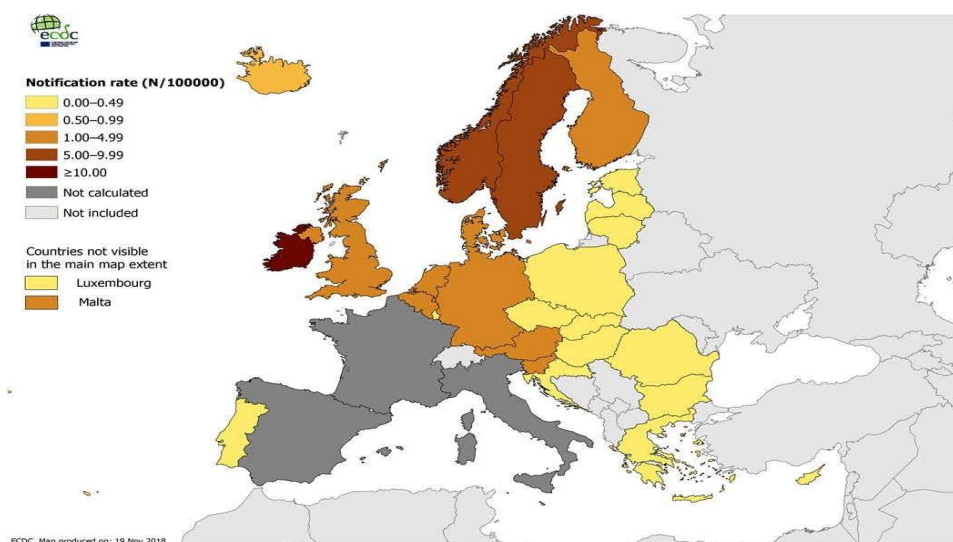 ecdc
Notification rate (N/100000)
0.00–0.49
0.50–0.99
1.00–4.99
5.00–9.99
≥10.00
Not calculated
Not included
Countries not visible
in the main map extent
Luxembourg
Malta
ECDC. Map produced on: 19 Nov 2018